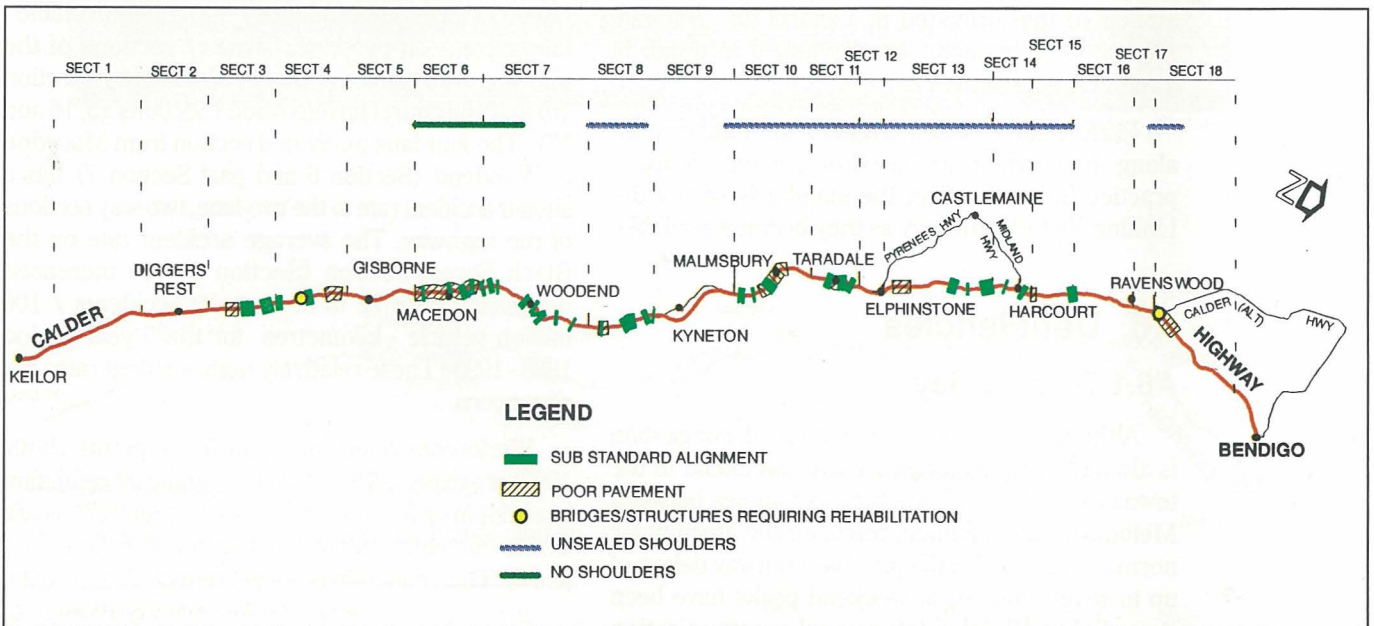 SECT 1
SECT 2
SECT 3
SECT 4
SECT 5
SECT 6
SECT 7
SECT 8
SECT 9
SECT 10
SECT 11
SECT 12
SECT 13
SECT 14
SECT 15
SECT 16
SECT 17
SECT 18
CASTLEMAINE
PYRENEES HWY
MIDLAND HWY
DIGGERS' REST
GISBORNE
MALMSBURY
TARADALE
CALDER
MACEDON
WOODEND
KYNETON
ELPHINSTONE
HARCOURT
RAVENSWOOD
CALDER (ALT) HWY
HIGHWAY
KEILOR
BENDIGO
N
LEGEND
SUB STANDARD ALIGNMENT
POOR PAVEMENT
BRIDGES/STRUCTURES REQUIRING REHABILITATION
UNSEALED SHOULDERS
NO SHOULDERS